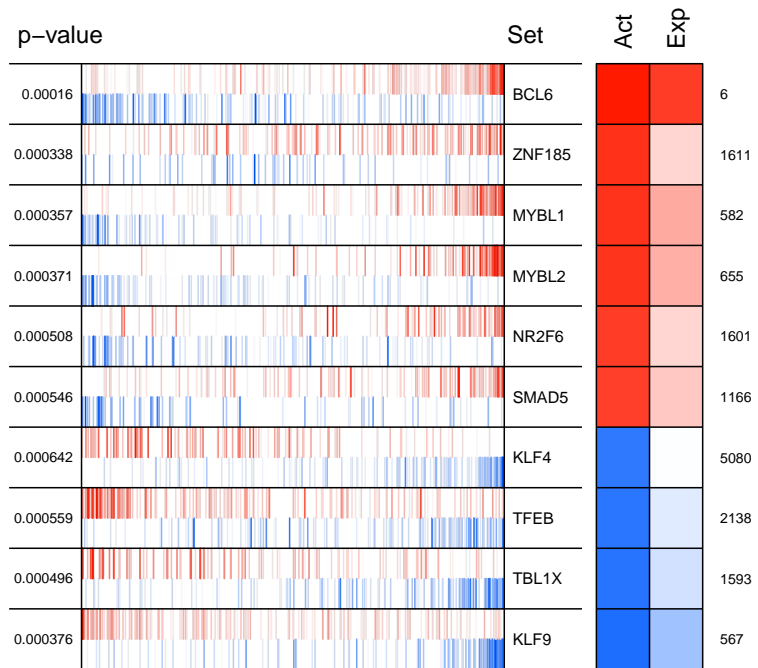 p−value Set Act Exp
0.00016 BCL6 6
0.000338 ZNF185 1611
0.000357 MYBL1 582
0.000371 MYBL2 655
0.000508 NR2F6 1601
0.000546 SMAD5 1166
0.000642 KLF4 5080
0.000559 TFEB 2138
0.000496 TBL1X 1593
0.000376 KLF9 567